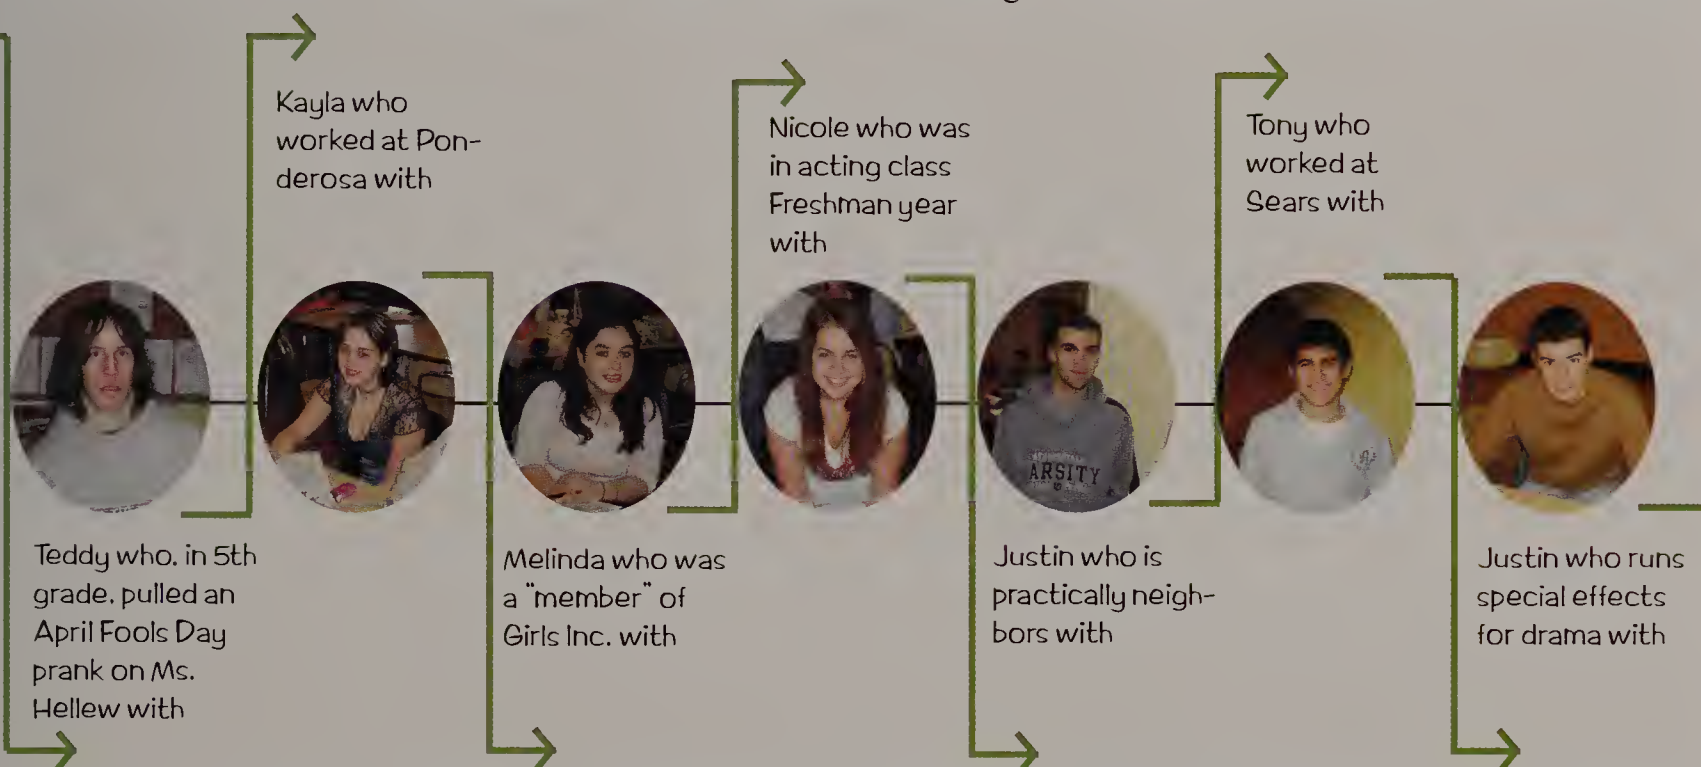 Teddy who, in 5th
grade, pulled an
April Fools Day
prank on Ms.
Hellew with
Kayla who
worked at Pon-
derosa with
Melinda who was
a "member" of
Girls Inc. with
Nicole who was
in acting class
Freshman year
with
ARSITY
Justin who is
practically neigh-
bors with
Tony who
worked at
Sears with
Justin who runs
special effects
for drama with